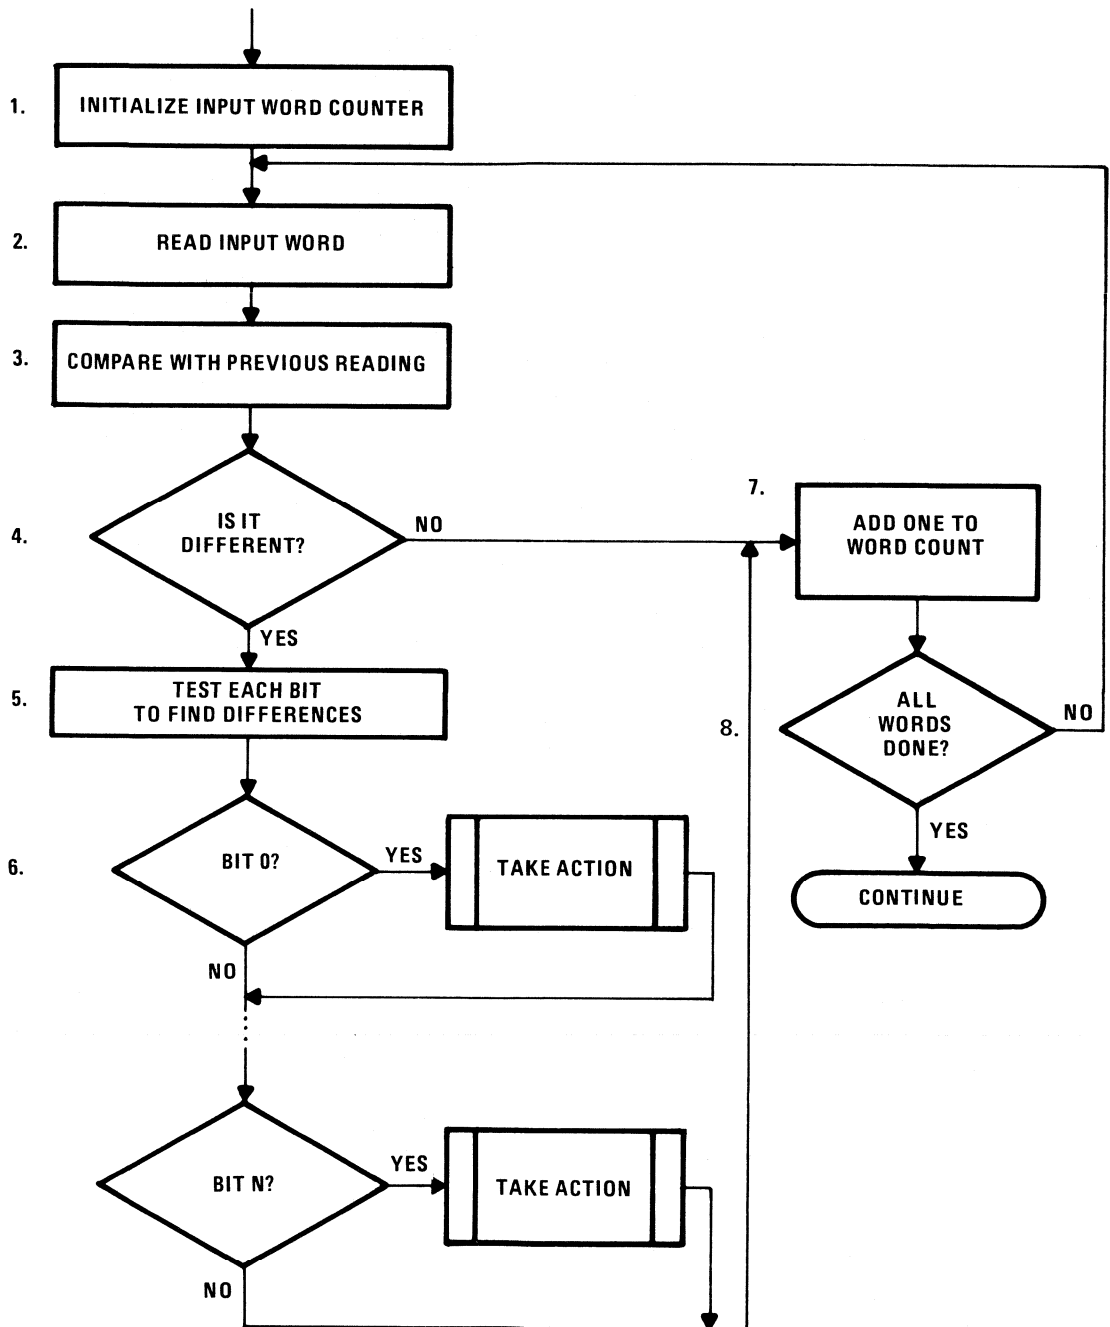 1.
INITIALIZE INPUT WORD COUNTER
2.
READ INPUT WORD
3.
COMPARE WITH PREVIOUS READING
4.
IS IT
DIFFERENT?
NO
YES
5.
TEST EACH BIT
TO FIND DIFFERENCES
6.
BIT 0?
YES
TAKE ACTION
NO
BIT N?
YES
TAKE ACTION
NO
7.
ADD ONE TO
WORD COUNT
8.
ALL
WORDS
DONE?
NO
YES
CONTINUE